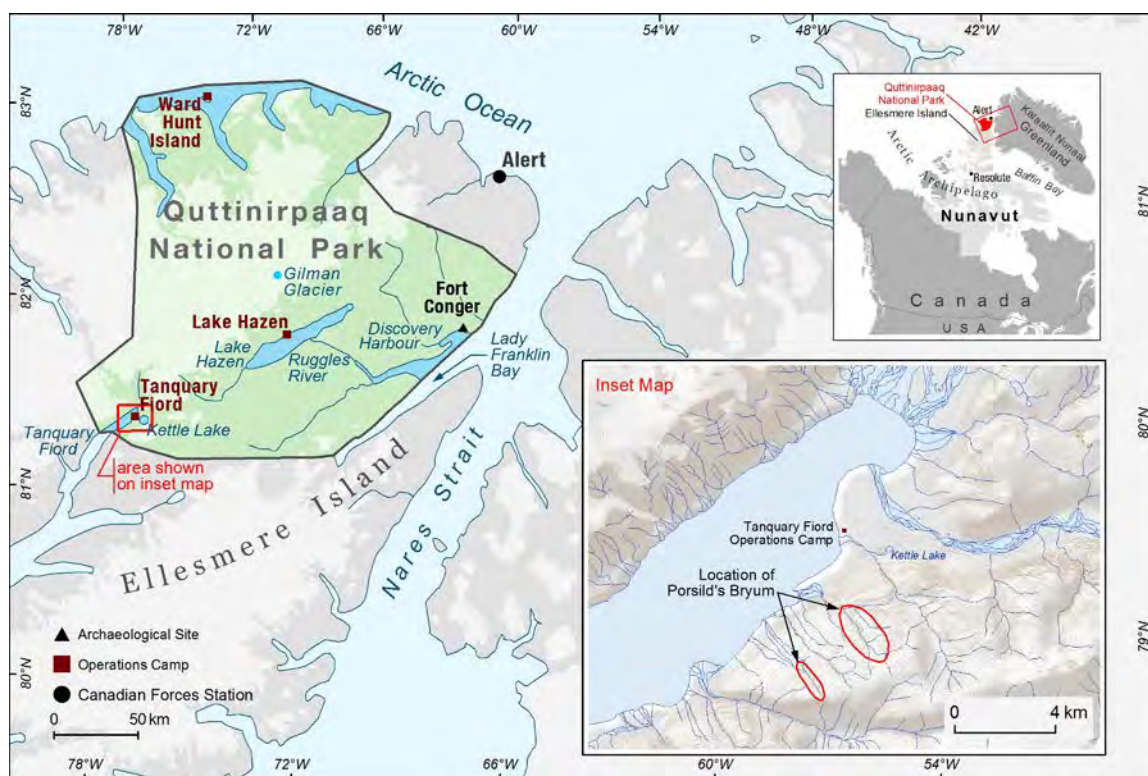 78°W
72°W
66°W
60°W
54°W
48°W
42°W
83°N
82°N
81°N
80°N
81°N
80°N
79°N
78°W
72°W
66°W
60°W
54°W
Arctic Ocean
Ward
Hunt
Island
Alert
Quttinirpaaq
National Park
Gilman
Glacier
Fort
Conger
Lake Hazen
Discovery
Harbour
Lake
Hazen
Ruggles
River
Lady
Franklin
Bay
Tanquary
Fiord
Tanquary
Fiord
Kettle Lake
area shown
on inset map
Ellesmere Island
Nares Strait
Archaeological Site
Operations Camp
Canadian Forces Station
0 50 km
Quttinirpaaq
National Park
Ellesmere Island
Alert
Kalaallit Nunaat
Greenland
Arctic
Archipelago
Resolute
Baffin Bay
Nunavut
Canada
USA
Inset Map
Tanquary Fiord
Operations Camp
Kettle Lake
Location of
Porsild's Bryum
0 4 km